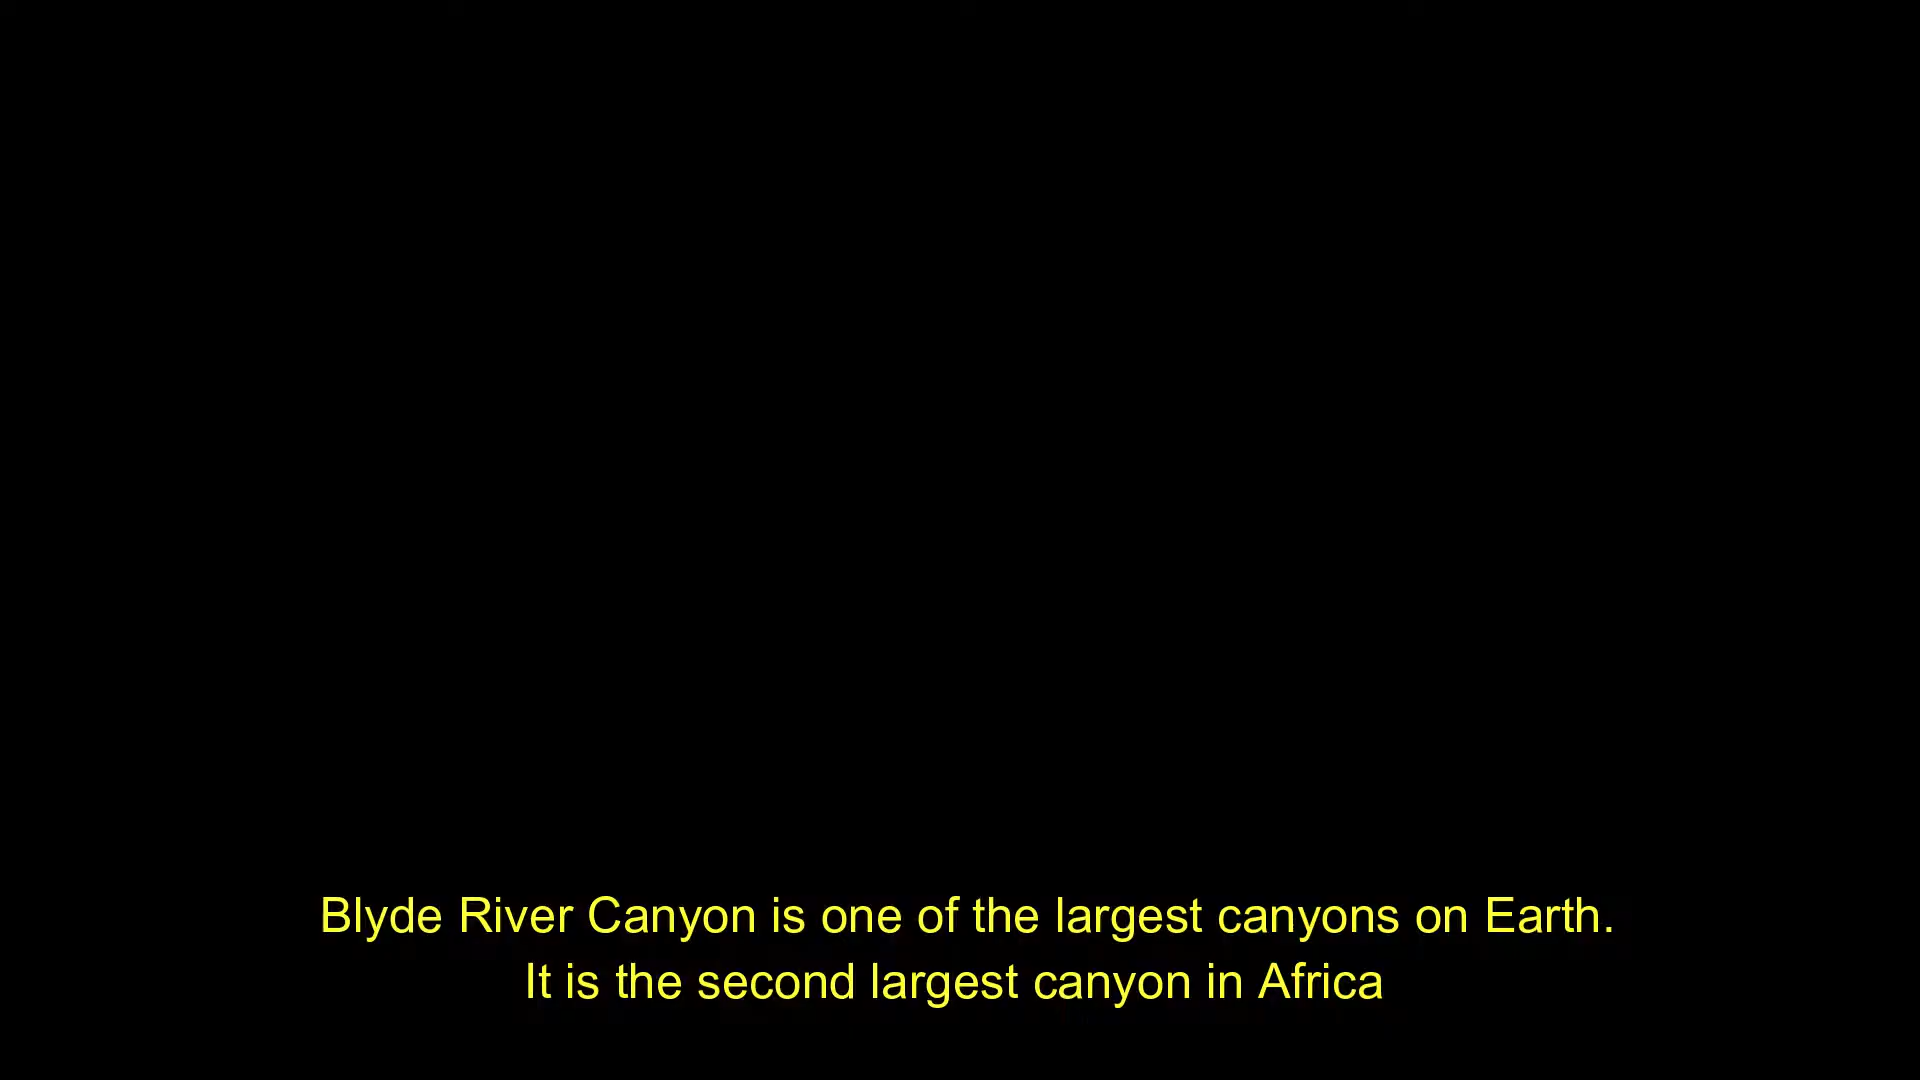 Blyde River Canyon is one of the largest canyons on Earth.
It is the second largest canyon in Africa